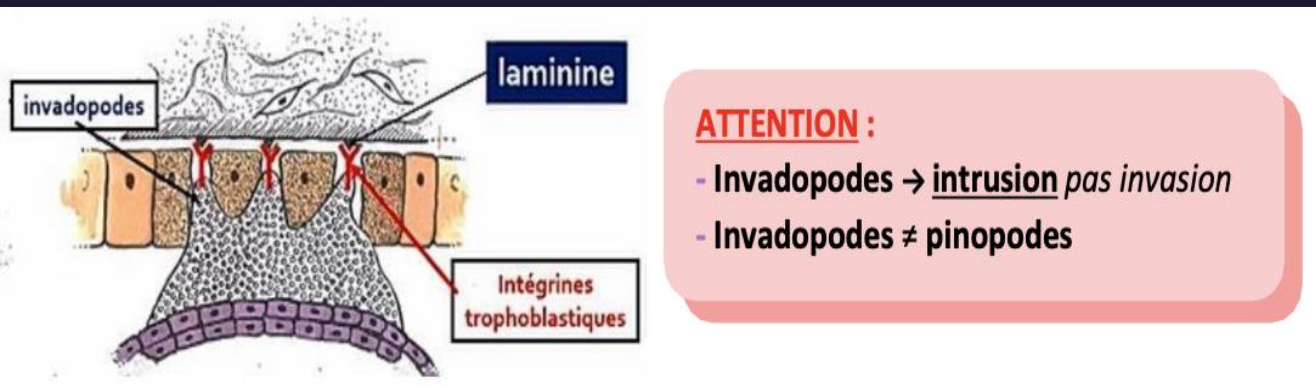 invadopodes
laminine
Intégrines
trophoblastiques
ATTENTION :
- Invadopodes → intrusion pas invasion
- Invadopodes ≠ pinopodes